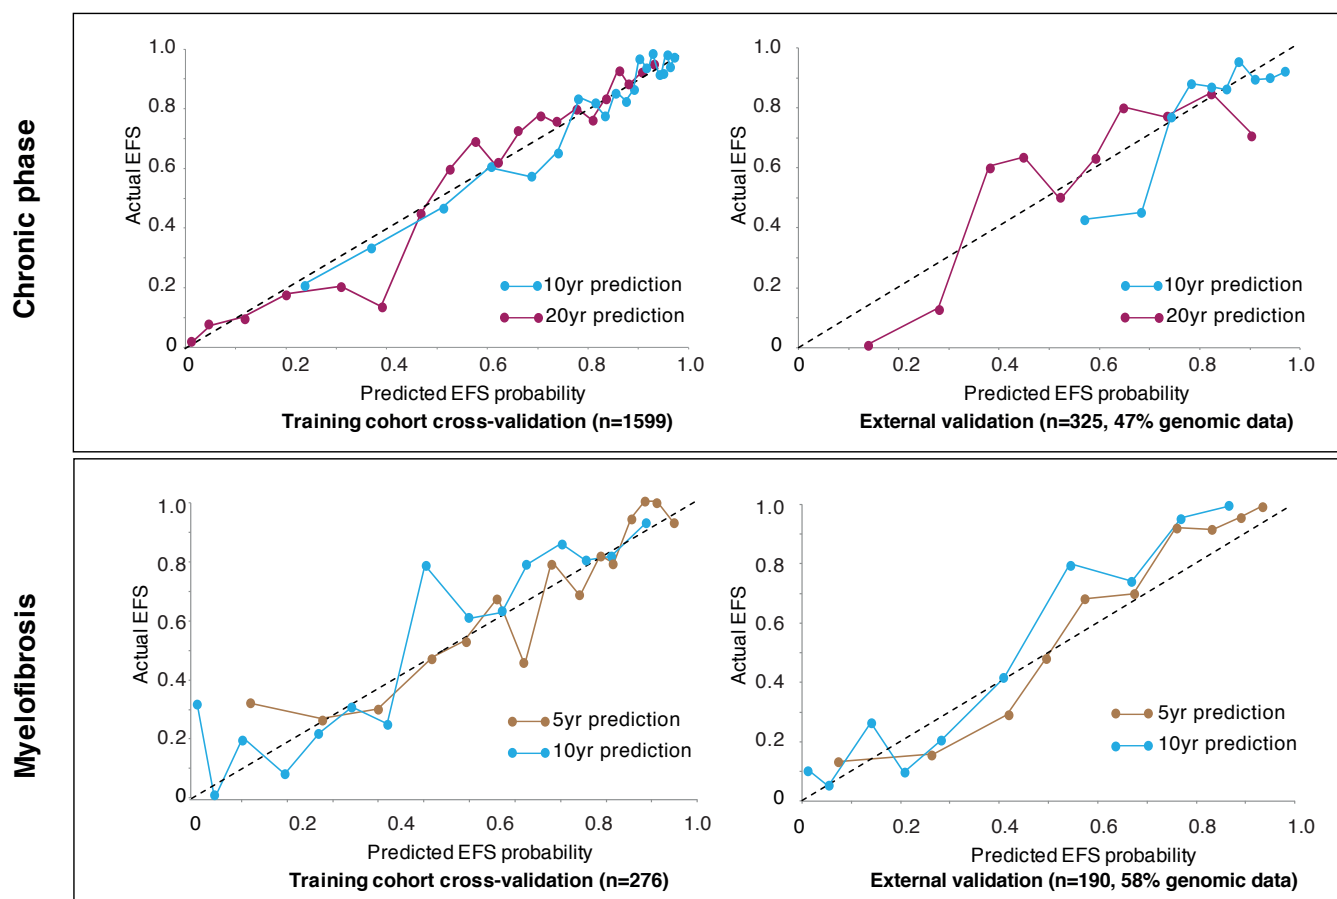 Chronic phase
1.0
0.8
0.6
0.4
0.2
0
Actual EFS
10yr prediction
20yr prediction
0 0.2 0.4 0.6 0.8 1.0
Predicted EFS probability
Training cohort cross-validation (n=1599)
1.0
0.8
0.6
0.4
0.2
0
Actual EFS
10yr prediction
20yr prediction
0 0.2 0.4 0.6 0.8 1.0
Predicted EFS probability
External validation (n=325, 47% genomic data)
Myelofibrosis
1.0
0.8
0.6
0.4
0.2
0
Actual EFS
5yr prediction
10yr prediction
0 0.2 0.4 0.6 0.8 1.0
Predicted EFS probability
Training cohort cross-validation (n=276)
1.0
0.8
0.6
0.4
0.2
0
Actual EFS
5yr prediction
10yr prediction
0 0.2 0.4 0.6 0.8 1.0
Predicted EFS probability
External validation (n=190, 58% genomic data)